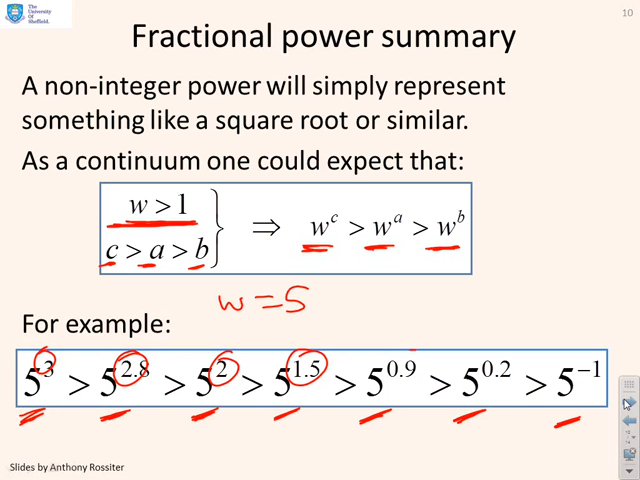 The
University
Of
Sheffield.
10
Fractional power summary
A non-integer power will simply represent
something like a square root or similar.
As a continuum one could expect that:
w > 1
c > a > b } ⇒ w^c > w^a > w^b
w = 5
For example:
5^3 > 5^2.8 > 5^2 > 5^1.5 > 5^0.9 > 5^0.2 > 5^−1
Slides by Anthony Rossiter